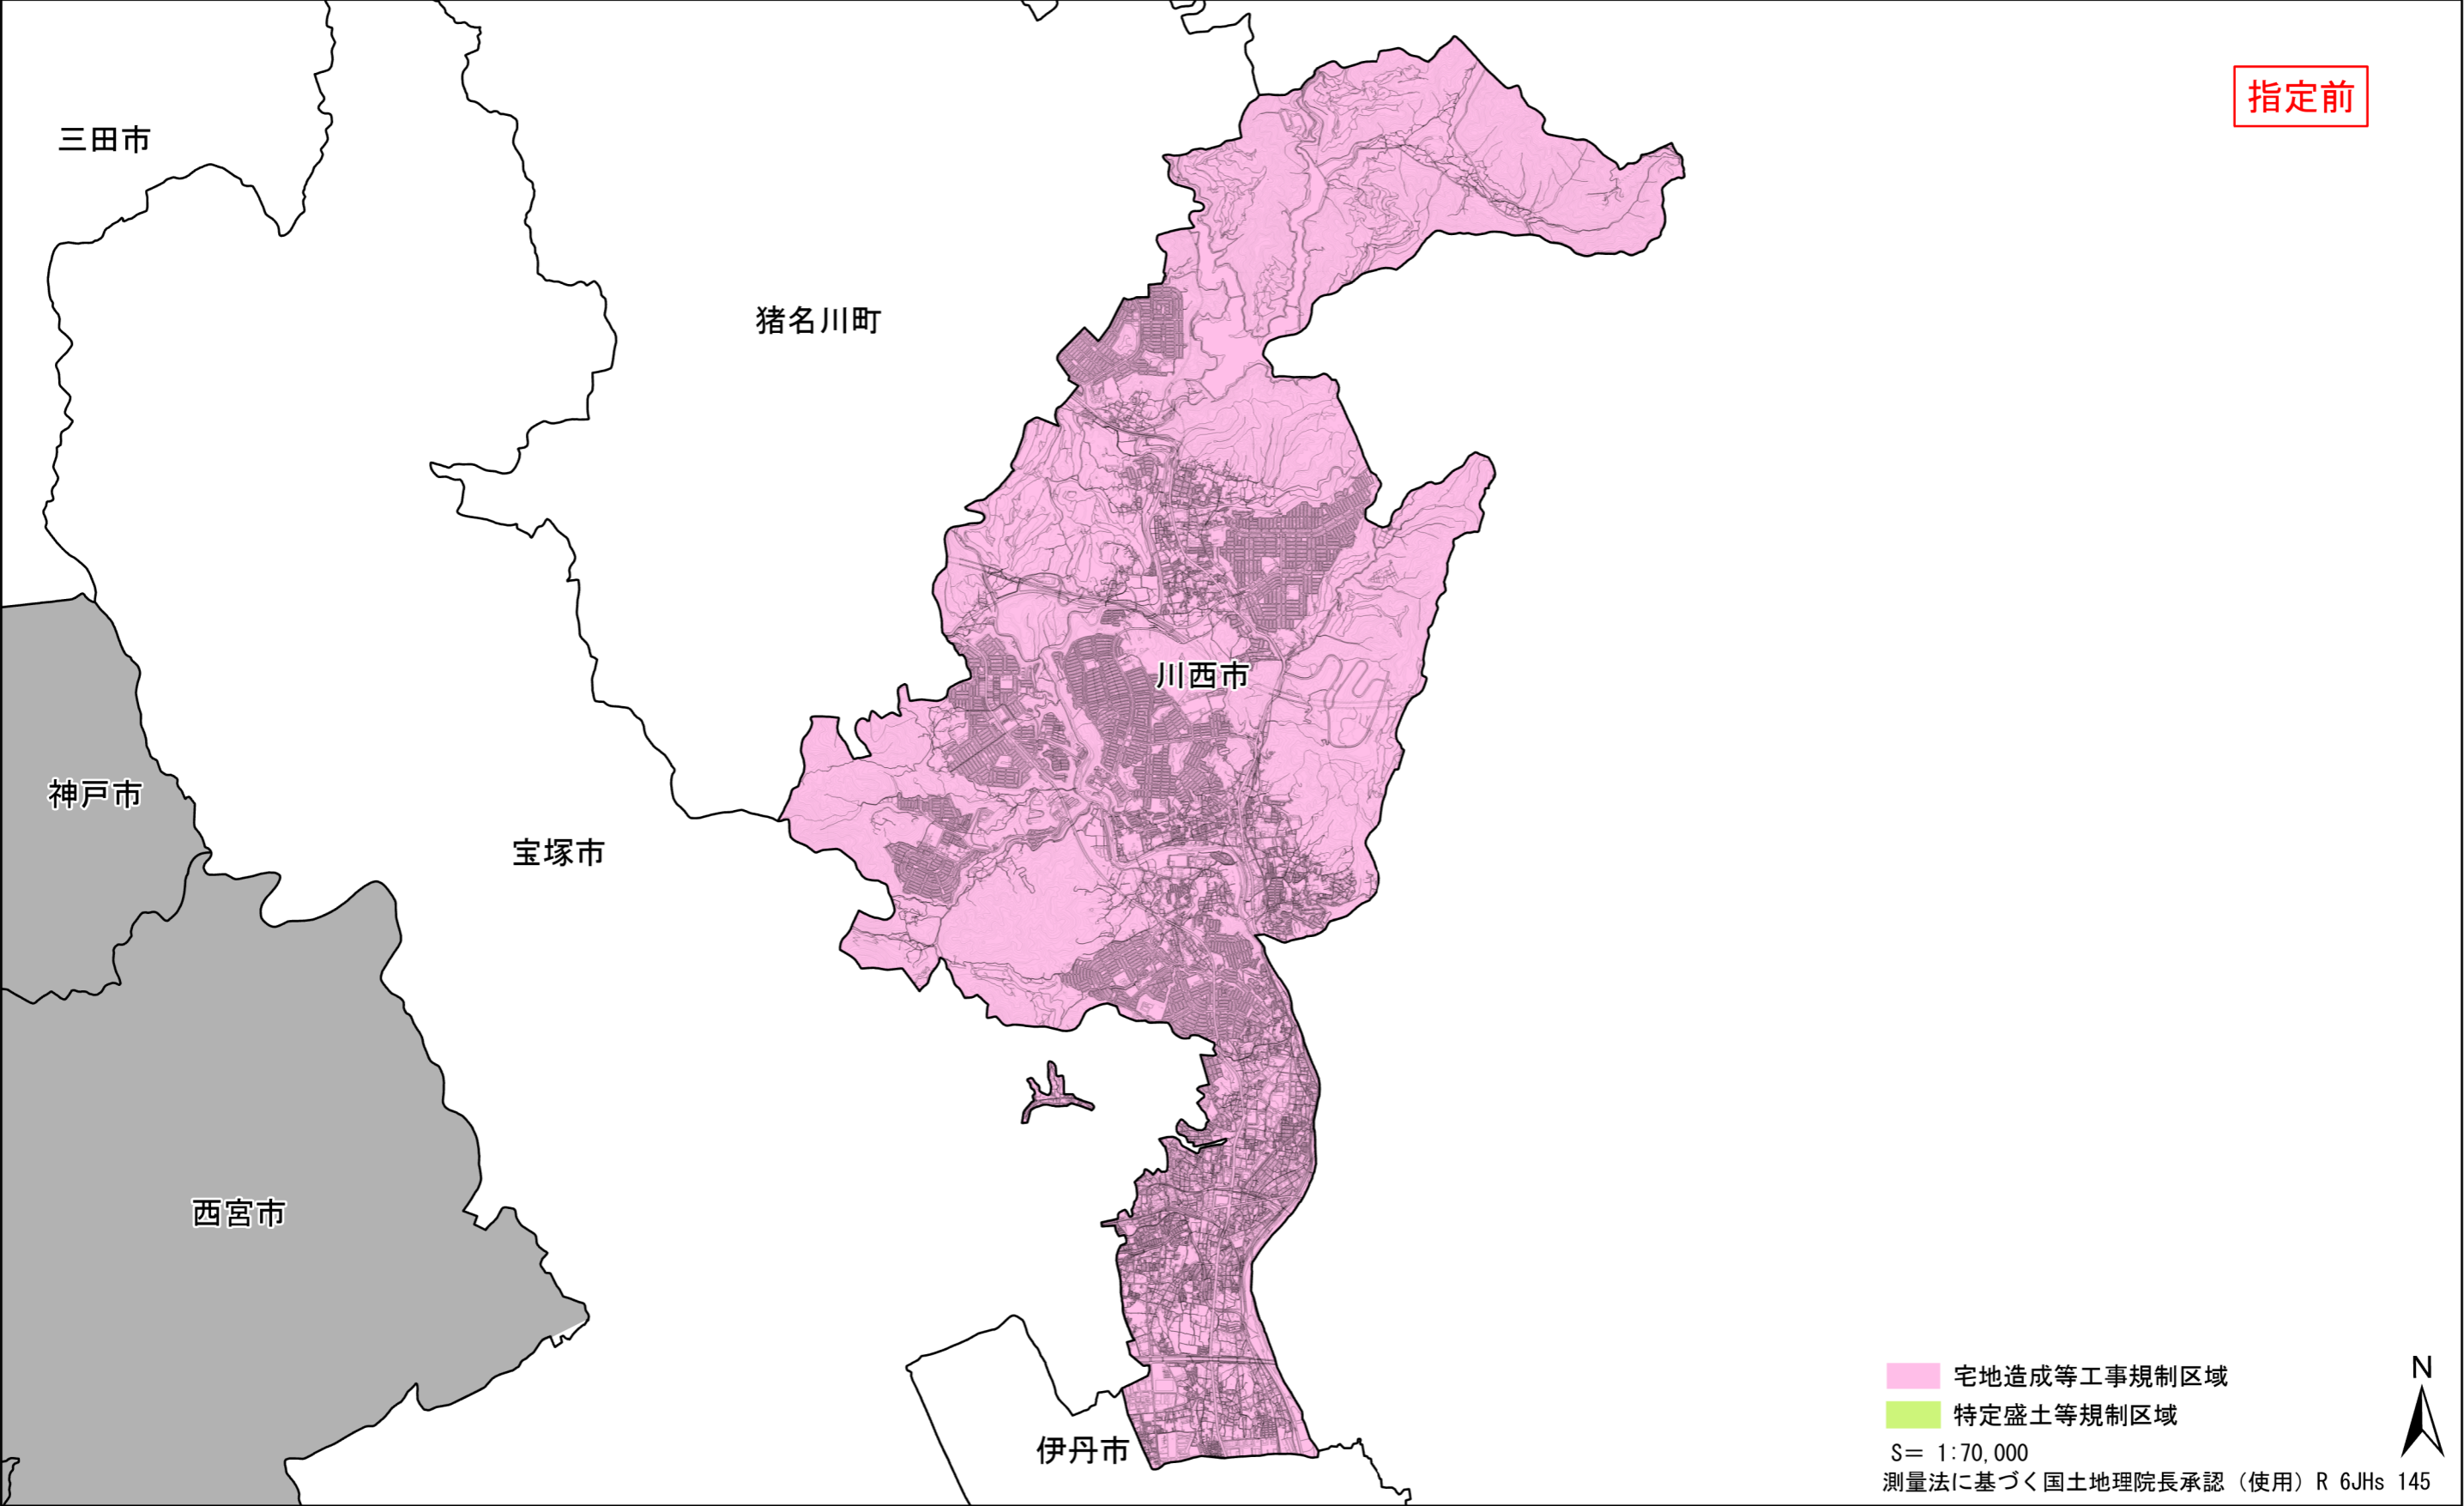 指定前
三田市
猪名川町
川西市
神戸市
宝塚市
西宮市
伊丹市
宅地造成等工事規制区域
特定盛土等規制区域
S= 1:70,000
測量法に基づく国土地理院長承認（使用）R 6JHs 145
N